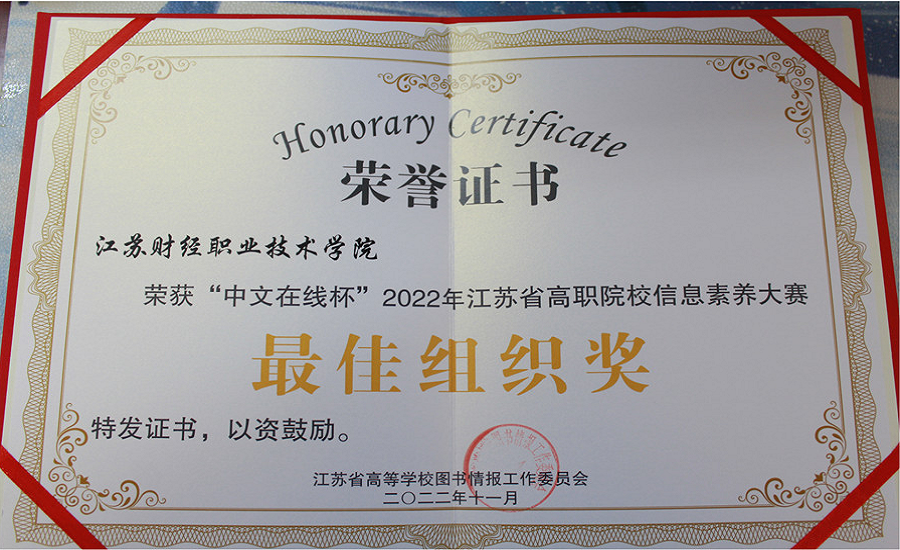 Honorary Certificate
荣誉证书
江苏财经职业技术学院
荣获“中文在线杯”2022年江苏省高职院校信息素养大赛
最佳组织奖
特发证书，以资鼓励。
江苏省高等学校图书情报工作委员会
二〇二二年十一月